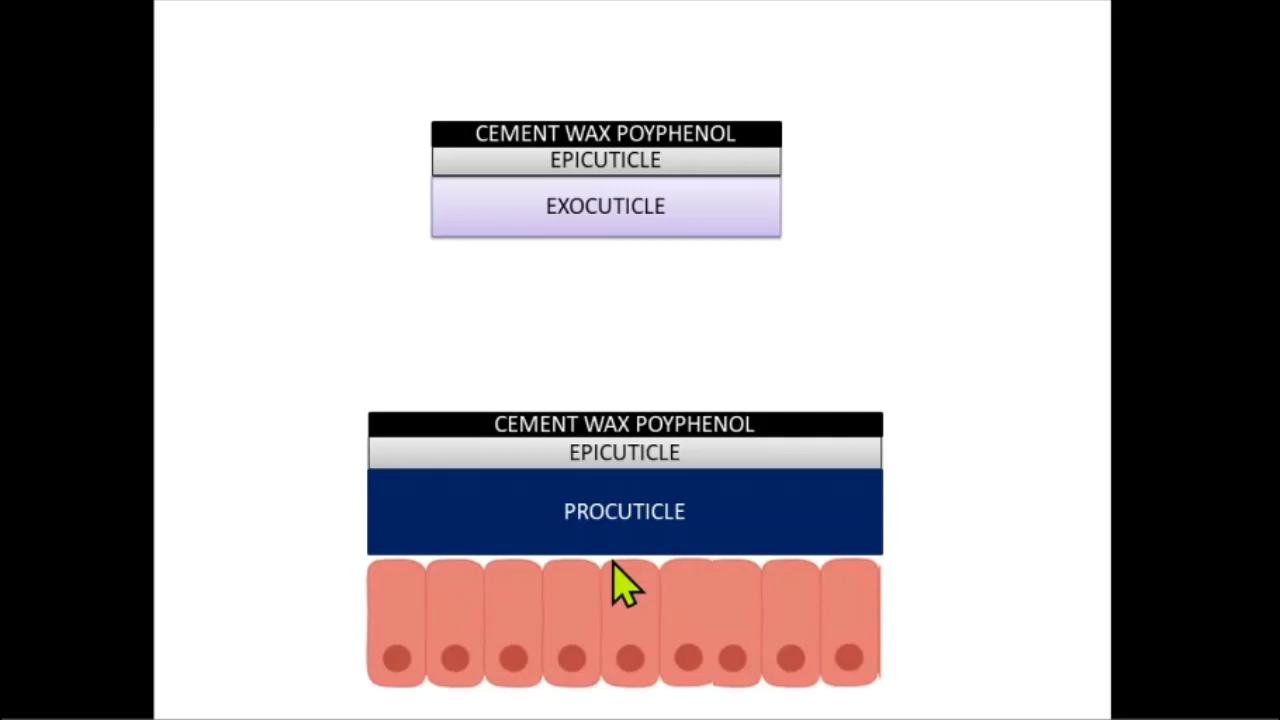 CEMENT WAX POYPHENOL
EPICUTICLE
EXOCUTICLE
CEMENT WAX POYPHENOL
EPICUTICLE
PROCUTICLE